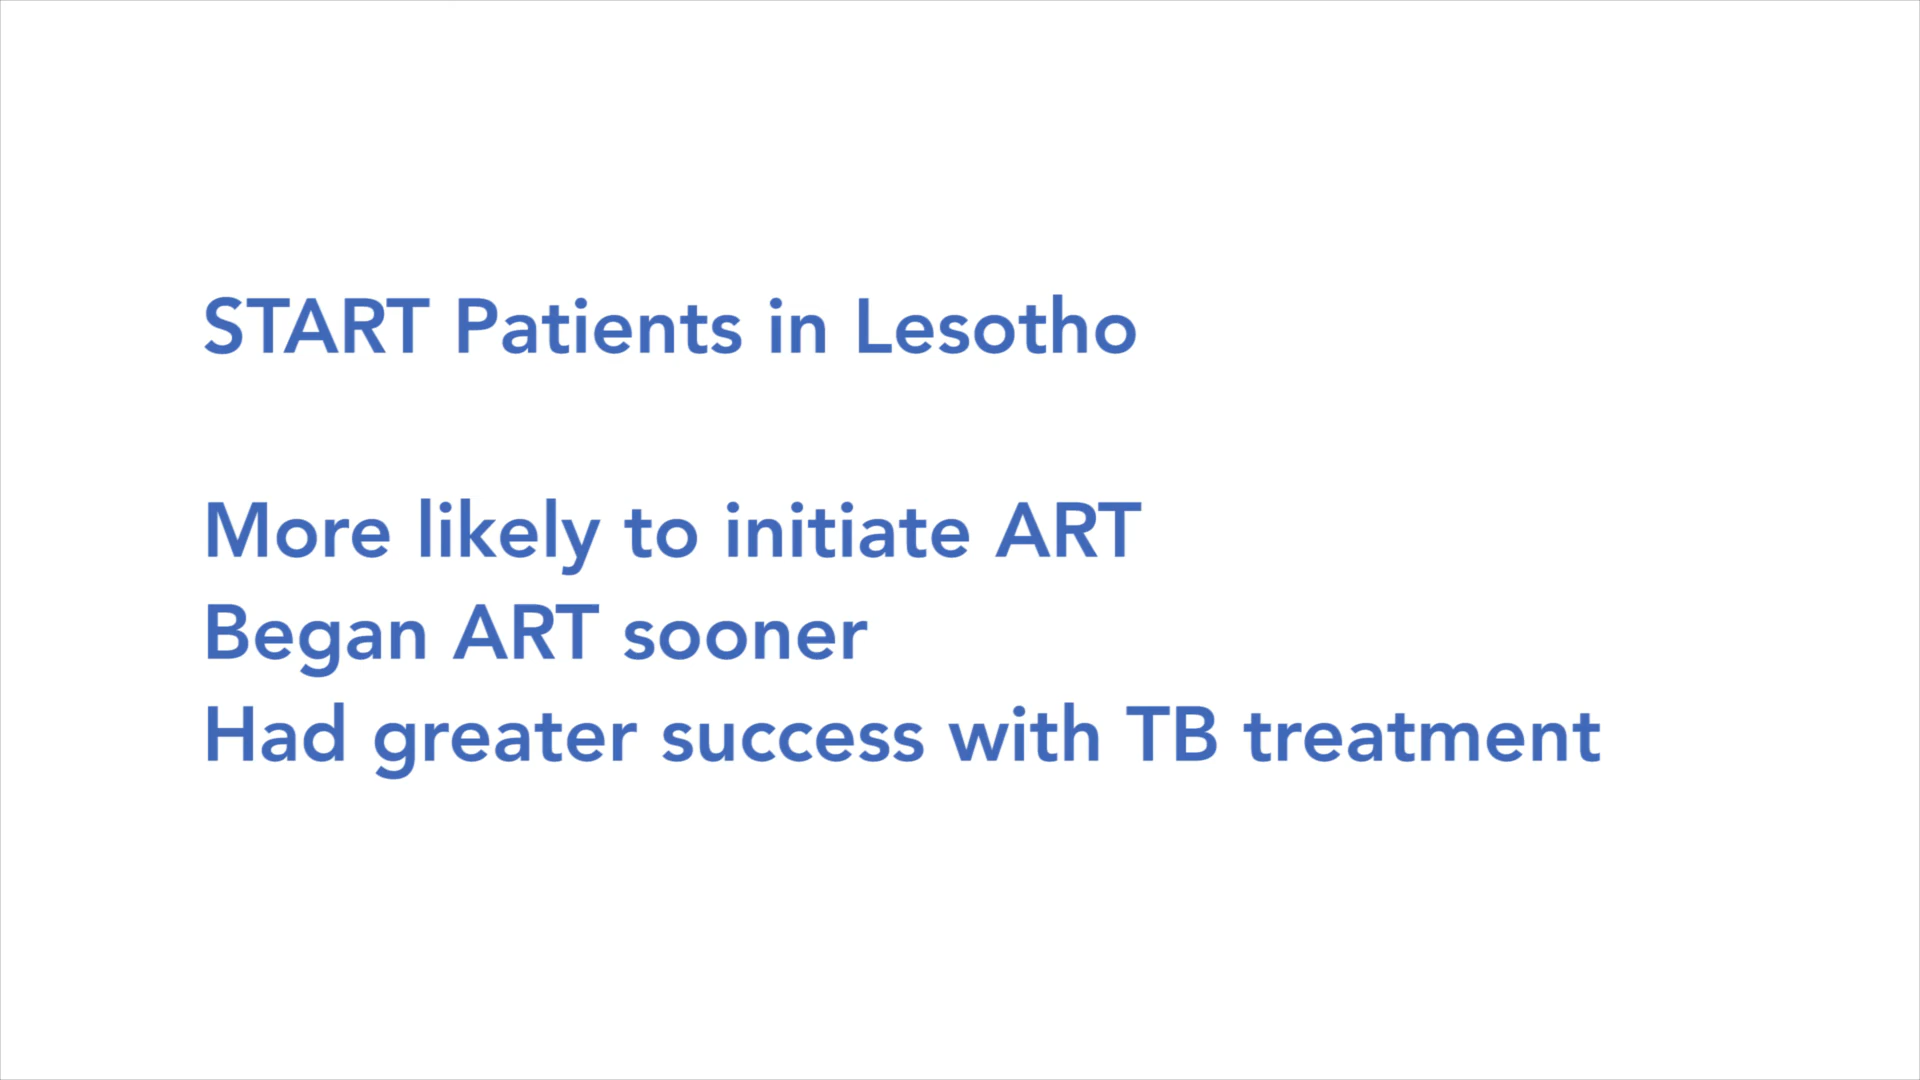 START Patients in Lesotho
More likely to initiate ART
Began ART sooner
Had greater success with TB treatment